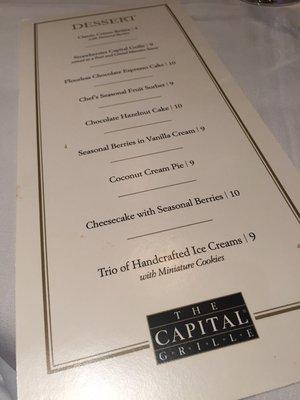 DESSERT
Classic Crème Brûlée |
with Seasonal Berries
Strawberries Capital Grille | 9
served in a Port and Grand Marnier Sauce
Flourless Chocolate Espresso Cake | 10
Chef's Seasonal Fruit Sorbet | 9
Chocolate Hazelnut Cake | 10
Seasonal Berries in Vanilla Cream | 9
Coconut Cream Pie | 9
Cheesecake with Seasonal Berries | 10
Trio of Handcrafted Ice Creams | 9
with Miniature Cookies
THE
CAPITAL
GRILLE